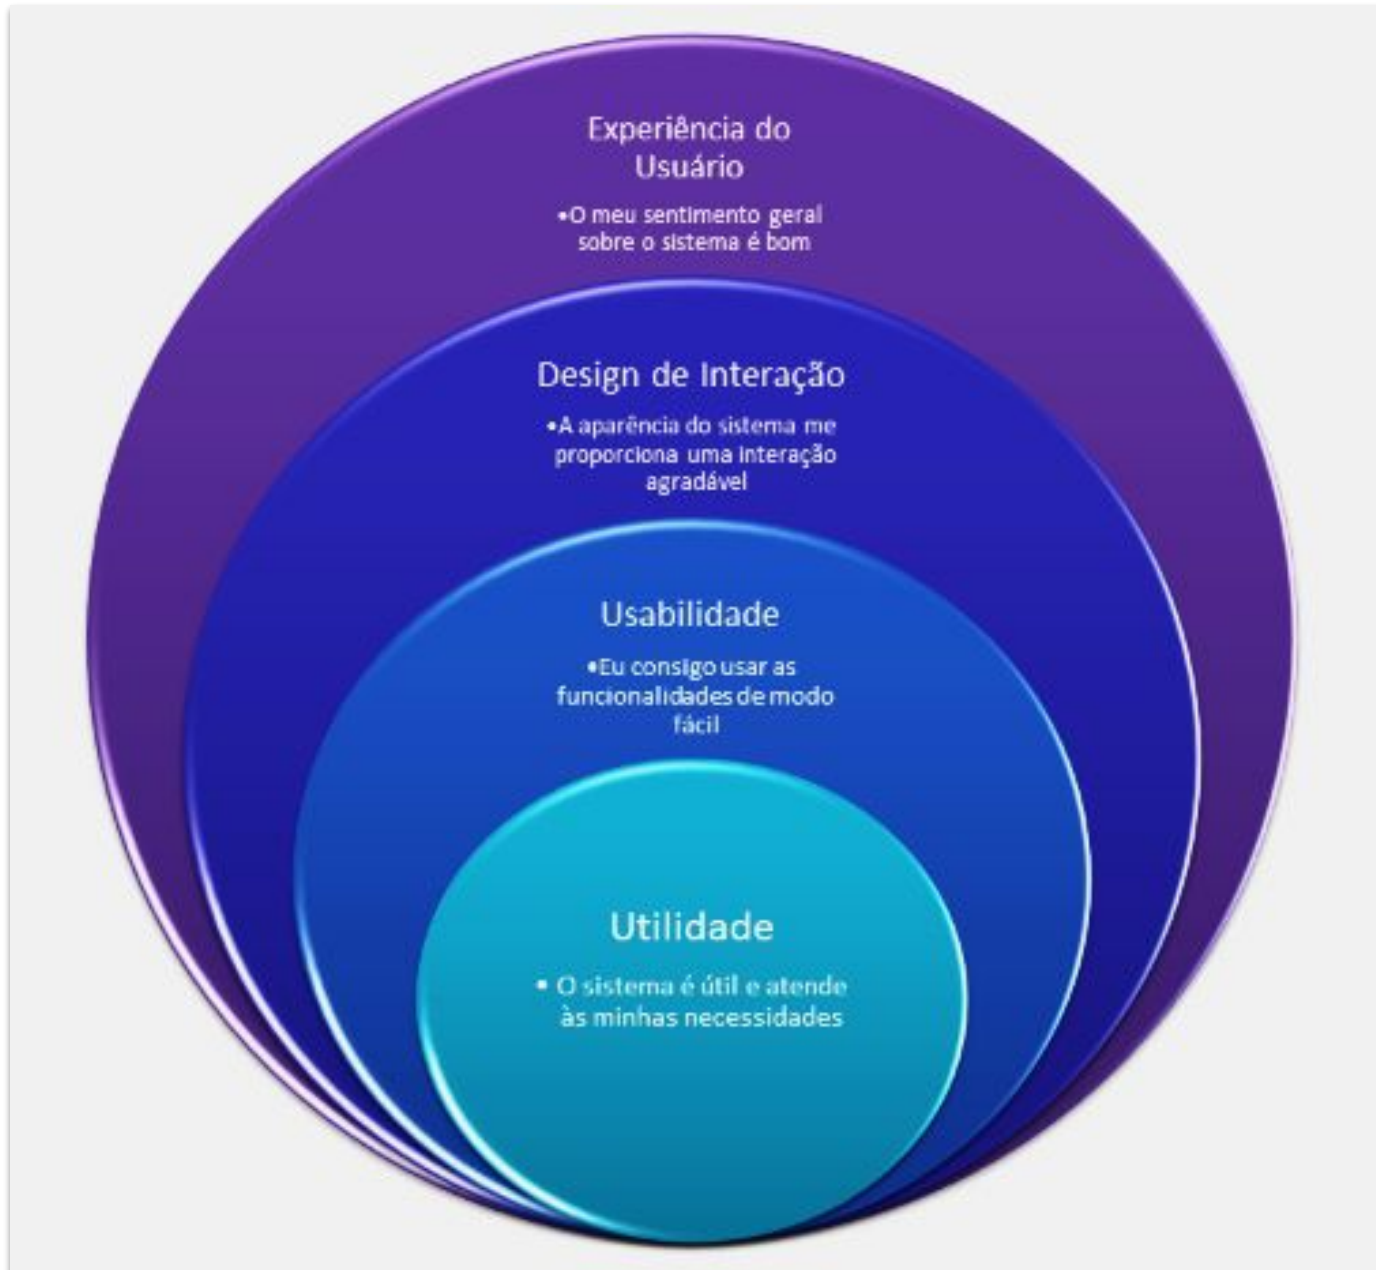 Experiência do
Usuário
•O meu sentimento geral
sobre o sistema é bom
Design de Interação
•A aparência do sistema me
proporciona uma interação
agradável
Usabilidade
•Eu consigo usar as
funcionalidades de modo
fácil
Utilidade
• O sistema é útil e atende
às minhas necessidades